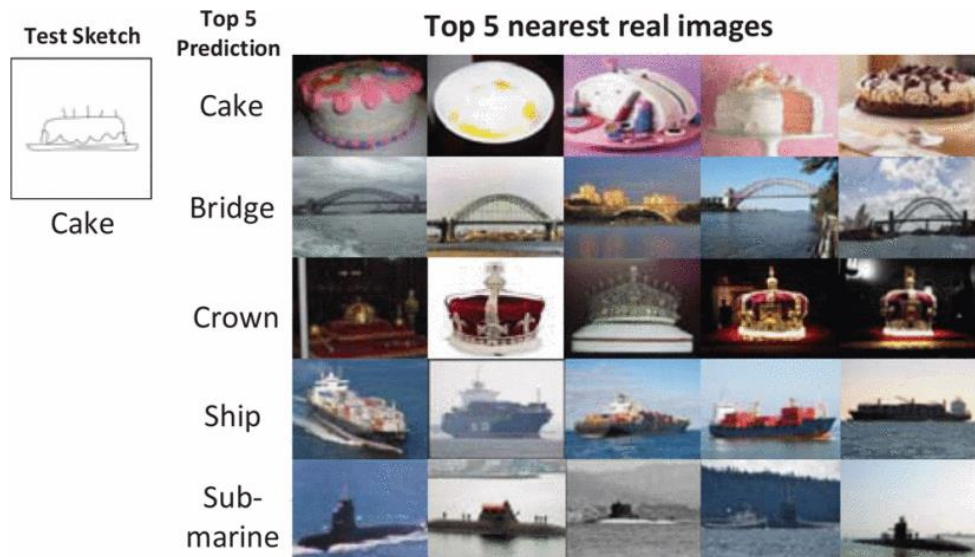 Test Sketch
Top 5
Prediction
Top 5 nearest real images
Cake
Cake
Bridge
Crown
Ship
Sub-
marine